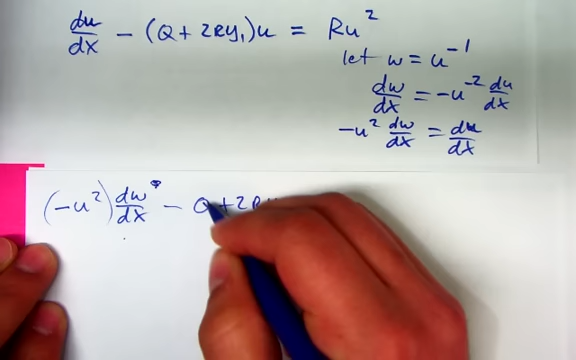 du/dx - (Q + 2Ry₁)u = Ru²
let w = u⁻¹
dw/dx = -u⁻² du/dx
-u² dw/dx = du/dx
(-u²) dw/dx - Q + 2R